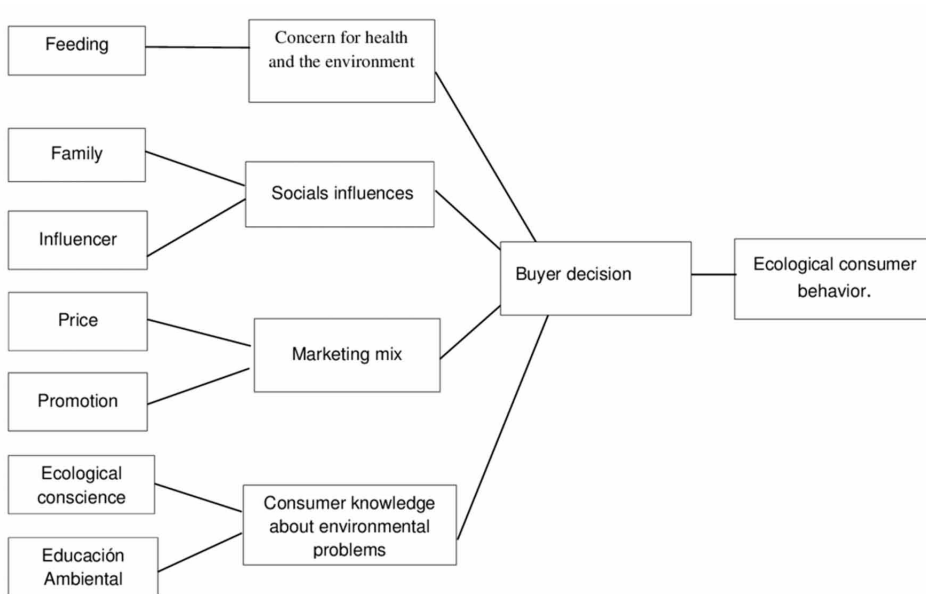 Feeding
Concern for health
and the environment
Family
Socials influences
Influencer
Buyer decision
Ecological consumer
behavior.
Price
Marketing mix
Promotion
Ecological
conscience
Consumer knowledge
about environmental
problems
Educación
Ambiental